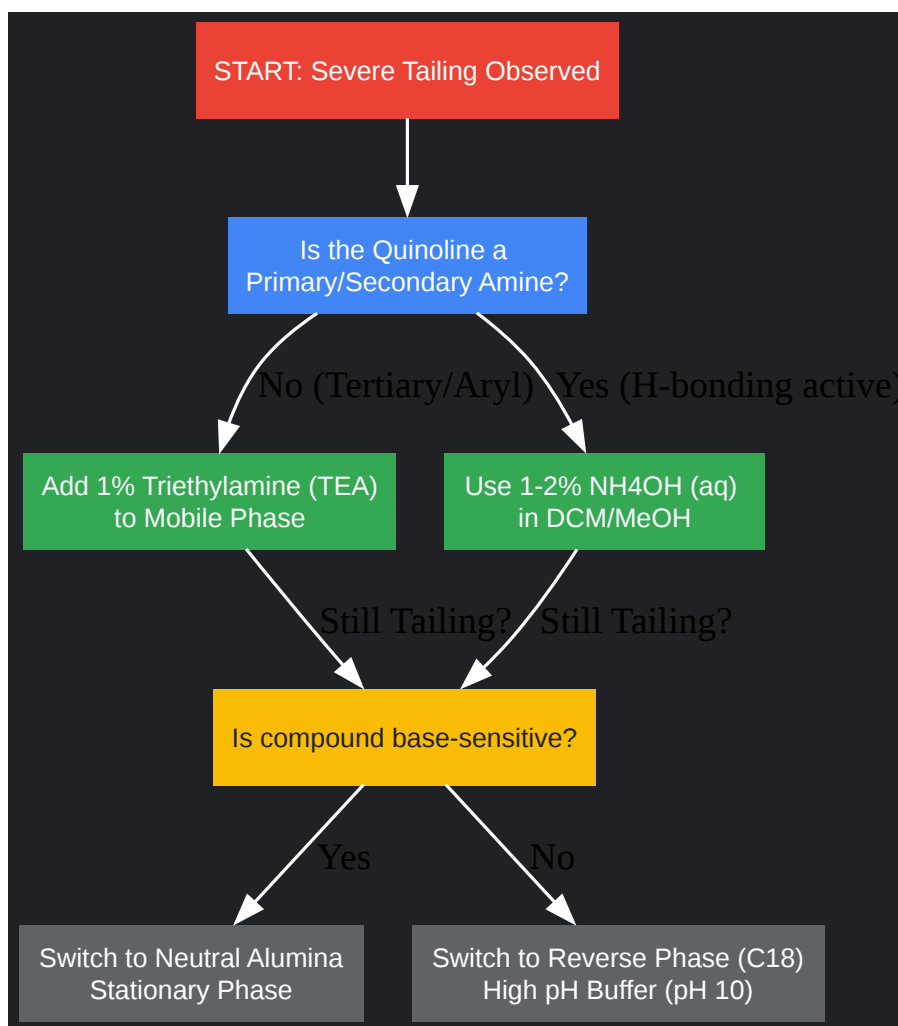 START: Severe Tailing Observed
Is the Quinoline a
Primary/Secondary Amine?
No (Tertiary/Aryl)
Yes (H-bonding active)
Add 1% Triethylamine (TEA)
to Mobile Phase
Use 1-2% NH4OH (aq)
in DCM/MeOH
Still Tailing?
Still Tailing?
Is compound base-sensitive?
Yes
No
Switch to Neutral Alumina
Stationary Phase
Switch to Reverse Phase (C18)
High pH Buffer (pH 10)